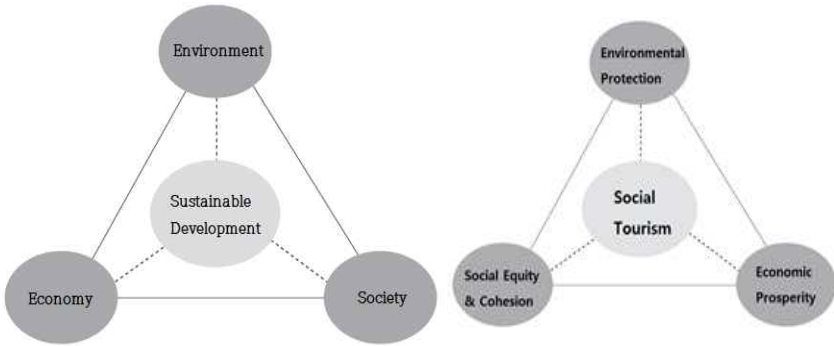 Environment
Sustainable
Development
Economy
Society
Environmental
Protection
Social
Tourism
Social Equity
& Cohesion
Economic
Prosperity